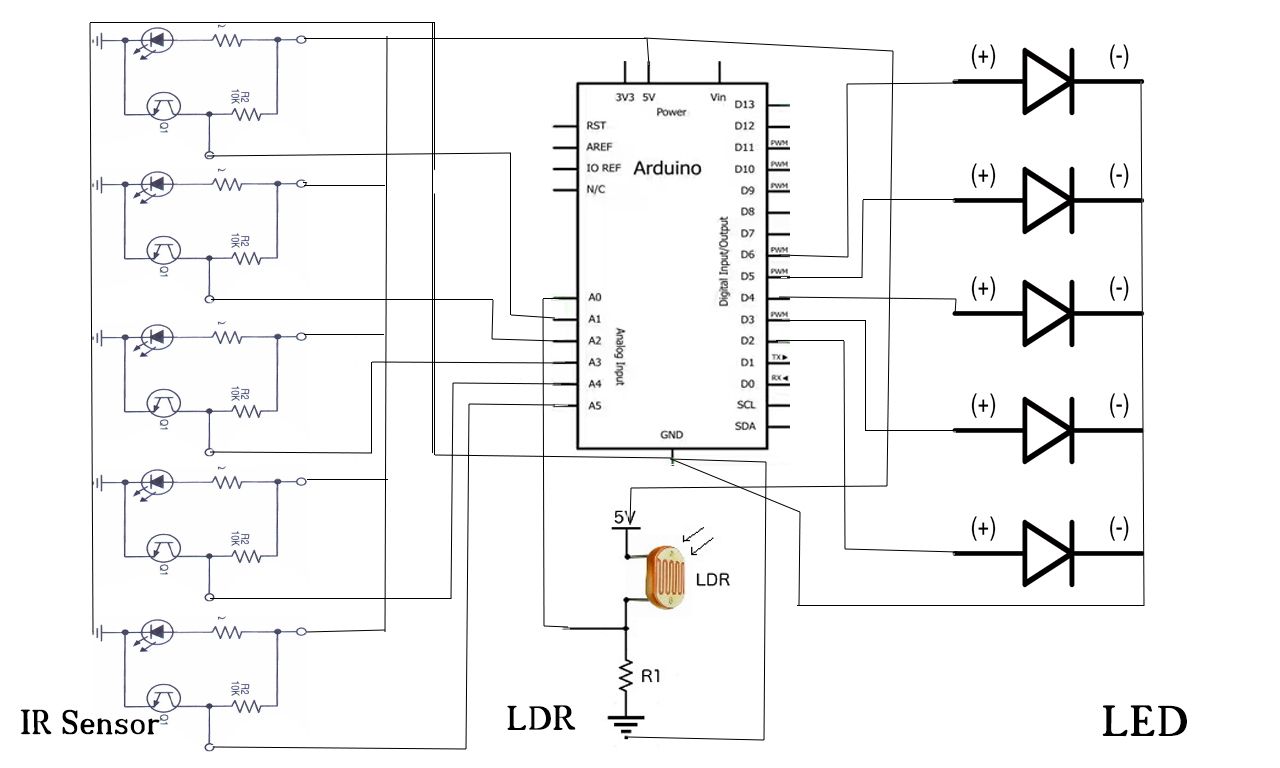 R2
10K
Q1
R2
10K
Q1
R2
10K
Q1
R2
10K
Q1
R2
10K
Q1
IR Sensor
3V3 5V Vin
Power
Arduino
RST
AREF
IO REF
N/C
A0
A1
A2
A3
A4
A5
Analog Input
D13
D12
D11 PWM
D10 PWM
D9 PWM
D8
D7
D6 PWM
D5 PWM
D4
D3 PWM
D2
D1 TX►
D0 RX◄
SCL
SDA
Digital Input/Output
GND
5V
LDR
R1
LDR
(+) (-)
(+) (-)
(+) (-)
(+) (-)
(+) (-)
LED